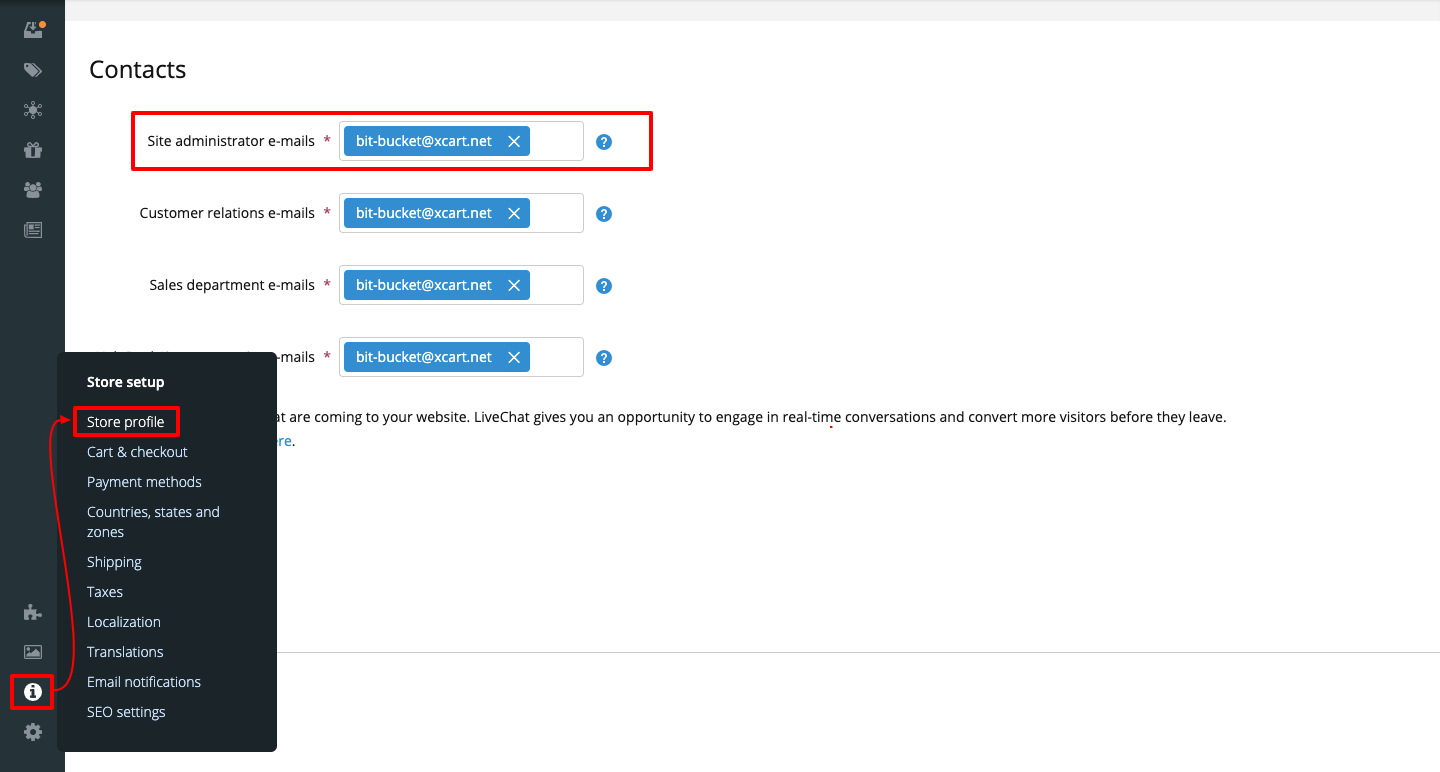 Contacts
Site administrator e-mails * bit-bucket@xcart.net ?
Customer relations e-mails * bit-bucket@xcart.net ?
Sales department e-mails * bit-bucket@xcart.net ?
-mails * bit-bucket@xcart.net ?
at are coming to your website. LiveChat gives you an opportunity to engage in real-time conversations and convert more visitors before they leave.
ere.
Store setup
Store profile
Cart & checkout
Payment methods
Countries, states and
zones
Shipping
Taxes
Localization
Translations
Email notifications
SEO settings